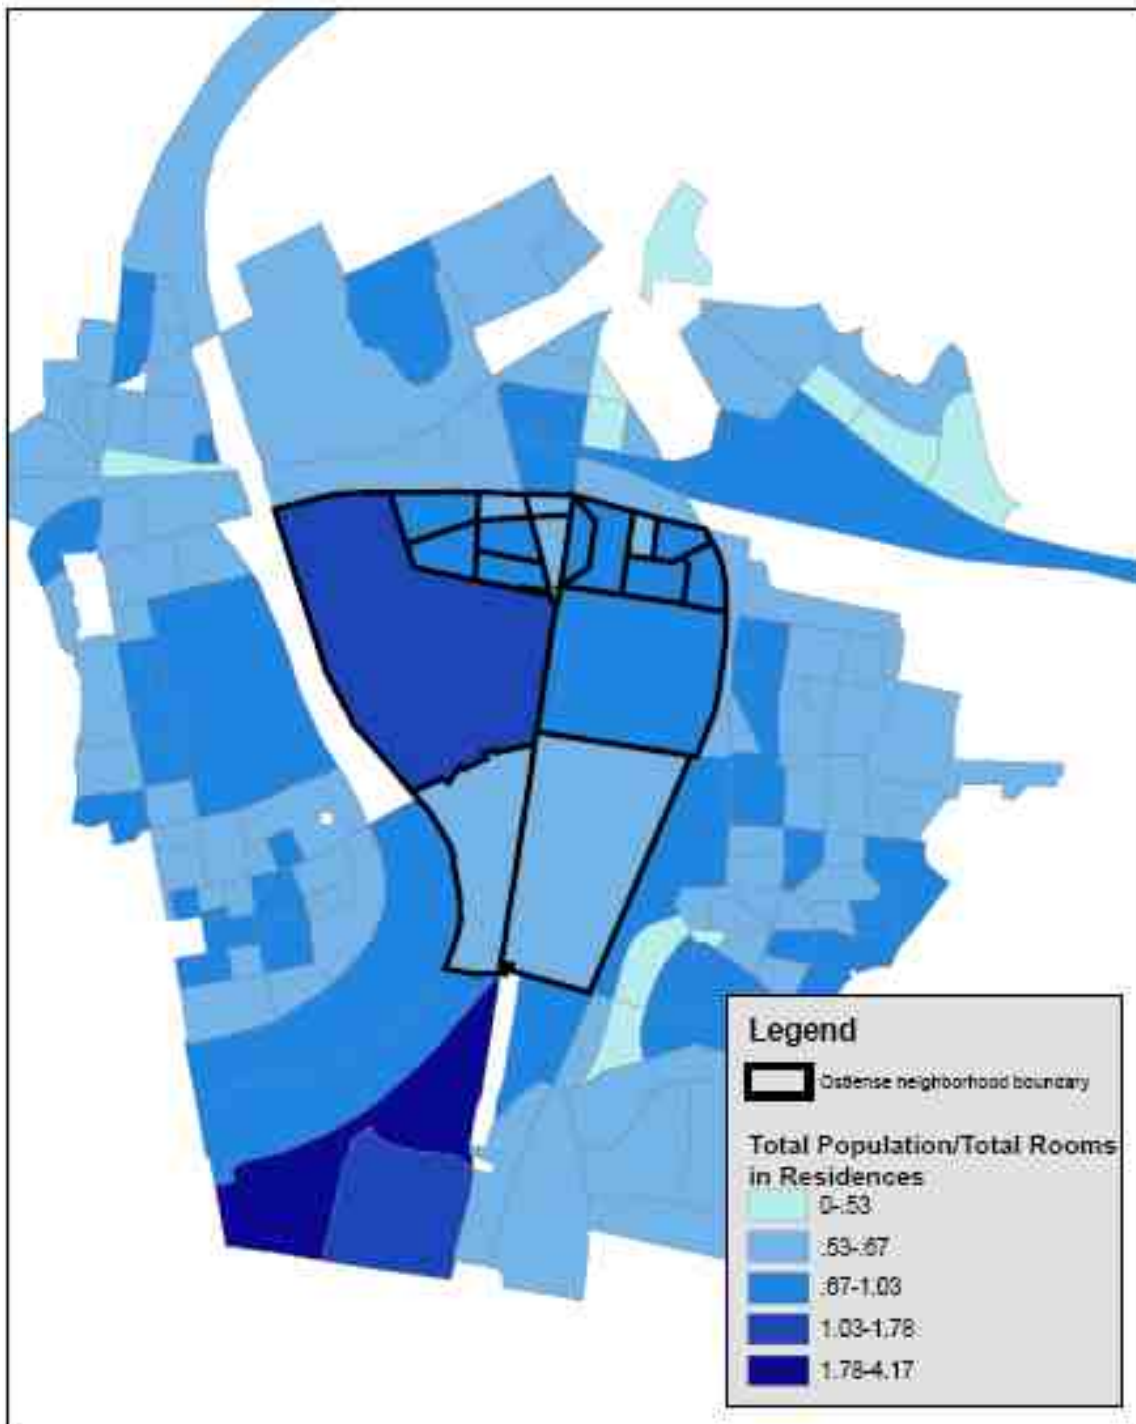 Legend
Ostiense neighborhood boundary
Total Population/Total Rooms
in Residences
0-.53
.53-.67
.67-1.03
1.03-1.78
1.78-4.17